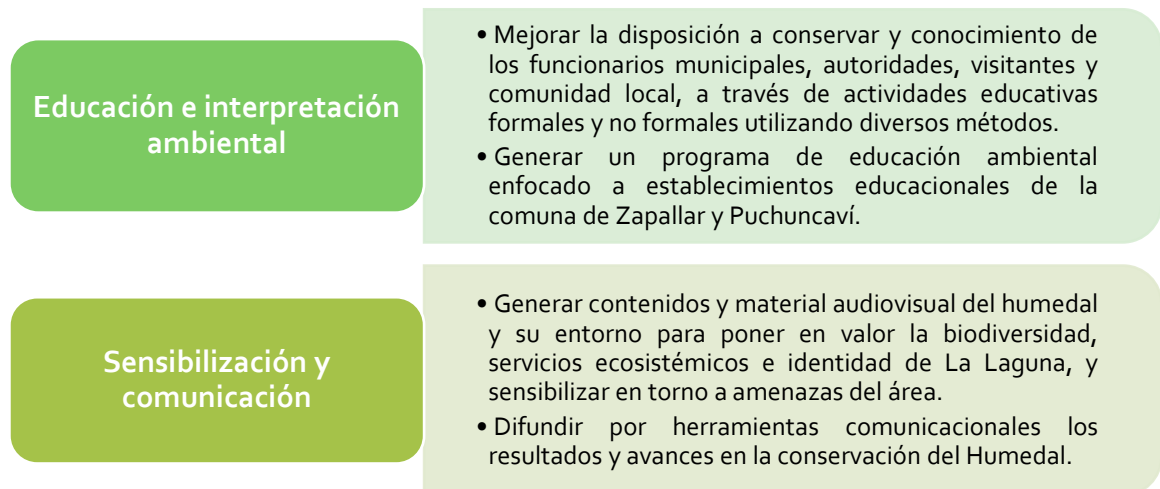 Educación e interpretación
ambiental
• Mejorar la disposición a conservar y conocimiento de
los funcionarios municipales, autoridades, visitantes y
comunidad local, a través de actividades educativas
formales y no formales utilizando diversos métodos.
• Generar un programa de educación ambiental
enfocado a establecimientos educacionales de la
comuna de Zapallar y Puchuncaví.
Sensibilización y
comunicación
• Generar contenidos y material audiovisual del humedal
y su entorno para poner en valor la biodiversidad,
servicios ecosistémicos e identidad de La Laguna, y
sensibilizar en torno a amenazas del área.
• Difundir por herramientas comunicacionales los
resultados y avances en la conservación del Humedal.